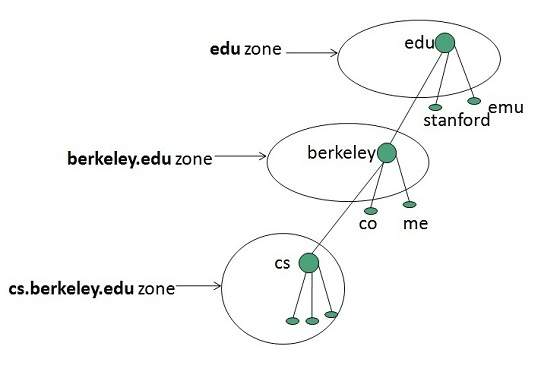 edu zone
edu
emu
stanford
berkeley.edu zone
berkeley
co
me
cs
cs.berkeley.edu zone